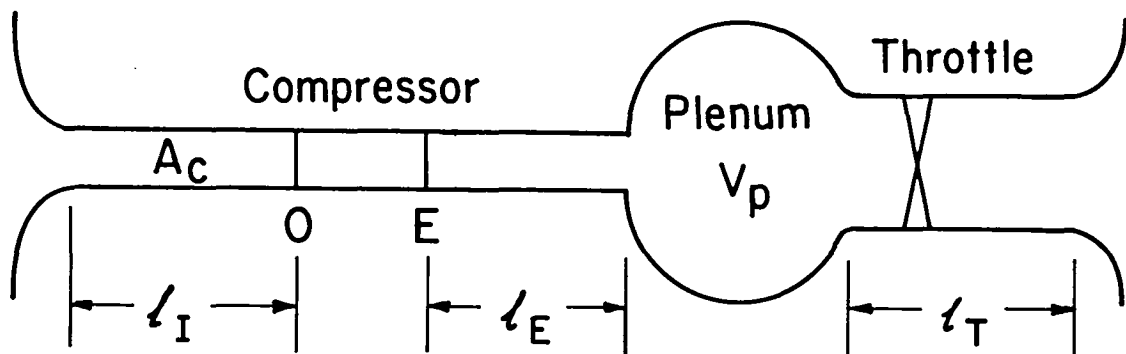 Compressor
Throttle
Plenum
A_C
V_p
O E
l_I
l_E
l_T